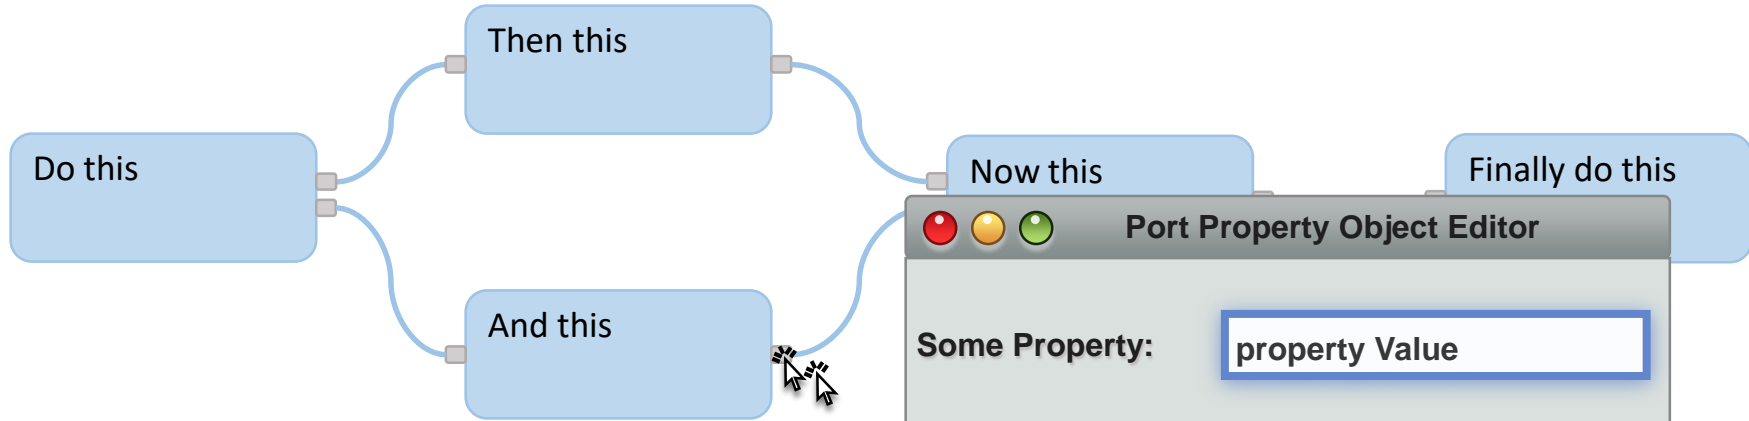 Then this
Do this
Now this
Finally do this
Port Property Object Editor
And this
Some Property:
property Value